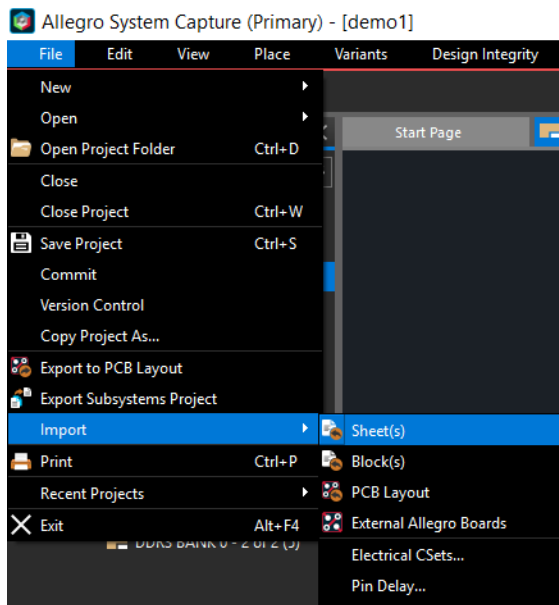 Allegro System Capture (Primary) - [demo1]
File Edit View Place Variants Design Integrity
New
Open
Start Page
Open Project Folder Ctrl+D
Close
Close Project Ctrl+W
Save Project Ctrl+S
Commit
Version Control
Copy Project As...
Export to PCB Layout
Export Subsystems Project
Import
Sheet(s)
Print Ctrl+P
Block(s)
Recent Projects
PCB Layout
Exit Alt+F4
External Allegro Boards
Electrical CSets...
Pin Delay...